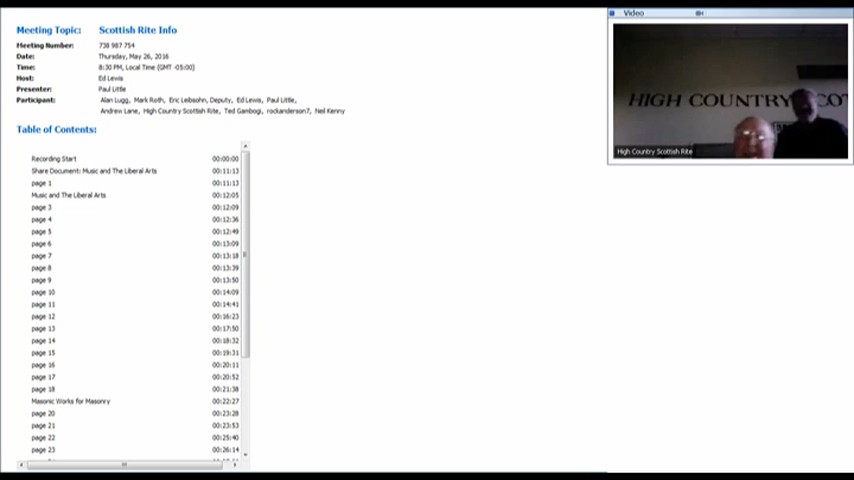 Meeting Topic: Scottish Rite Info
Meeting Number: 738 987 754
Date: Thursday, May 26, 2016
Time: 8:30 PM, Local Time (GMT -05:00)
Host: Ed Lewis
Presenter: Paul Little
Participant: Alan Lugg, Mark Roth, Eric Leibsohn, Deputy, Ed Lewis, Paul Little,
Andrew Lane, High Country Scottish Rite, Ted Gambogi, rockanderson7, Neil Kenny
Table of Contents:
Recording Start 00:00:00
Share Document: Music and The Liberal Arts 00:11:13
page 1 00:11:13
Music and The Liberal Arts 00:12:05
page 3 00:12:09
page 4 00:12:36
page 5 00:12:49
page 6 00:13:09
page 7 00:13:18
page 8 00:13:39
page 9 00:13:50
page 10 00:14:09
page 11 00:14:41
page 12 00:16:23
page 13 00:17:50
page 14 00:18:32
page 15 00:19:31
page 16 00:20:11
page 17 00:20:52
page 18 00:21:38
Masonic Works for Masonry 00:22:27
page 20 00:23:28
page 21 00:23:53
page 22 00:25:40
page 23 00:26:14
Video
HIGH COUNTRY
High Country Scottish Rite